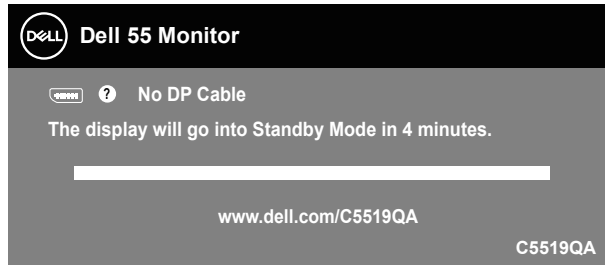 DELL Dell 55 Monitor
? No DP Cable
The display will go into Standby Mode in 4 minutes.
www.dell.com/C5519QA
C5519QA